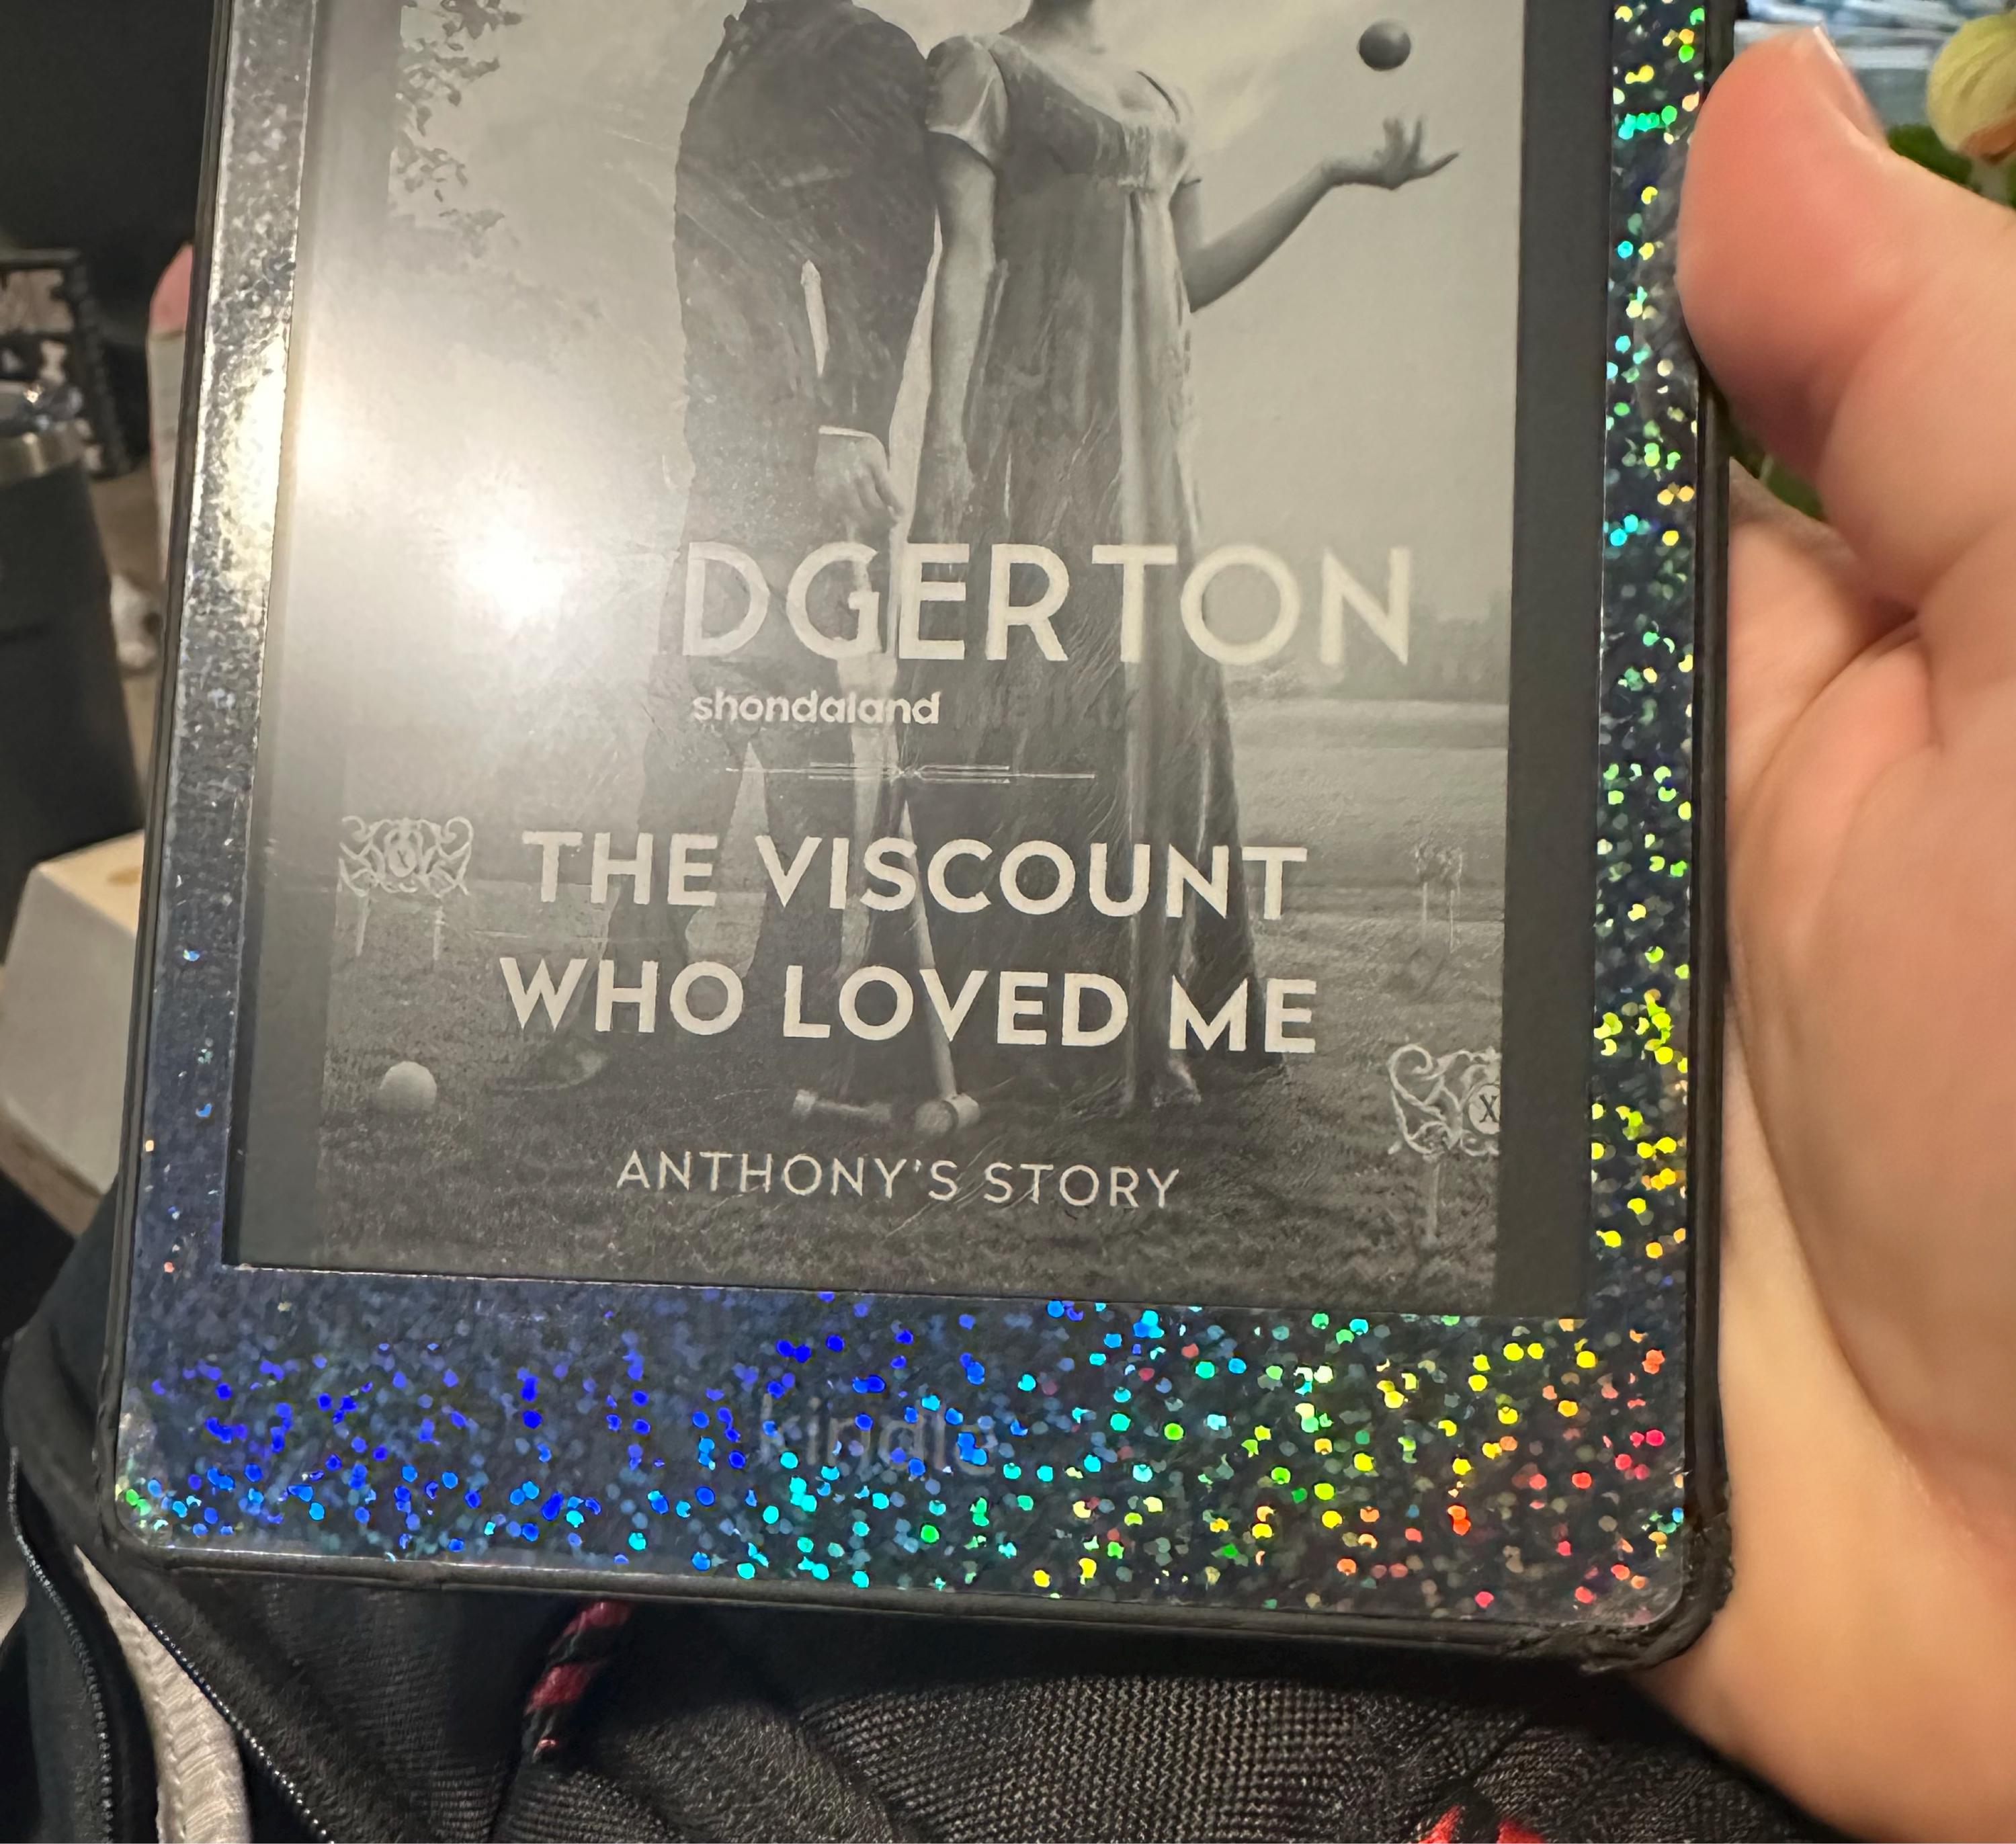 DGERTON
shondaland
THE VISCOUNT
WHO LOVED ME
ANTHONY'S STORY
X
kindle